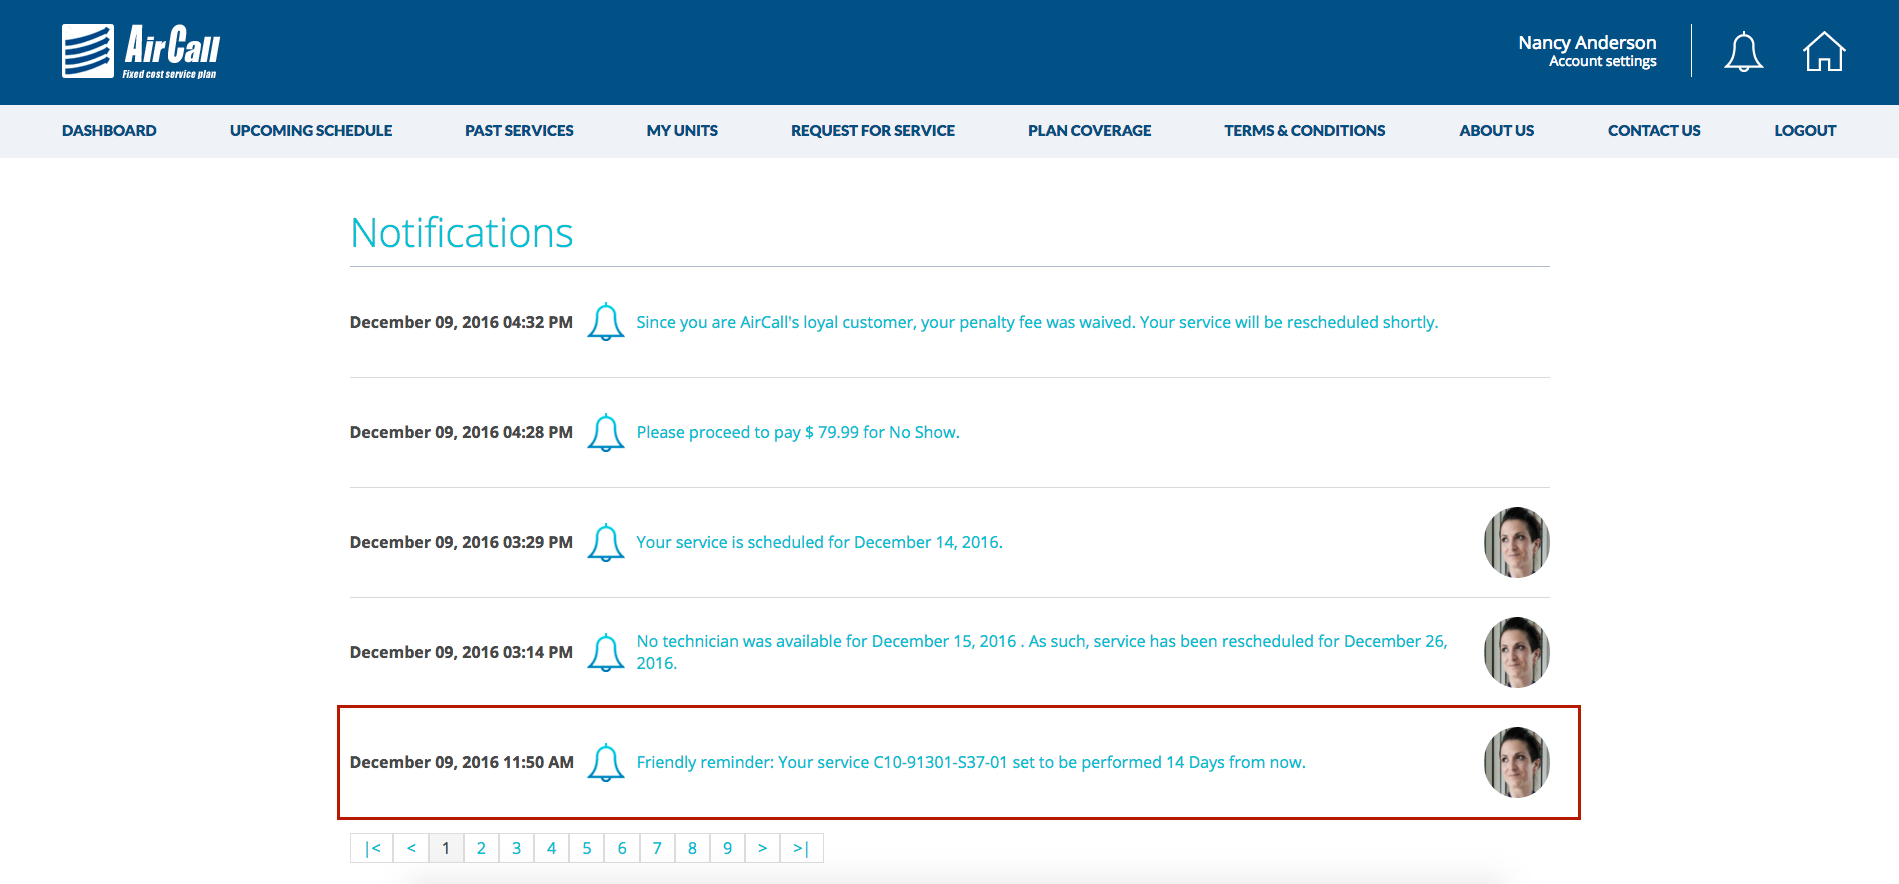 AirCall
Fixed cost service plan
Nancy Anderson
Account settings
DASHBOARD UPCOMING SCHEDULE PAST SERVICES MY UNITS REQUEST FOR SERVICE PLAN COVERAGE TERMS & CONDITIONS ABOUT US CONTACT US LOGOUT
Notifications
December 09, 2016 04:32 PM Since you are AirCall's loyal customer, your penalty fee was waived. Your service will be rescheduled shortly.
December 09, 2016 04:28 PM Please proceed to pay $ 79.99 for No Show.
December 09, 2016 03:29 PM Your service is scheduled for December 14, 2016.
December 09, 2016 03:14 PM No technician was available for December 15, 2016 . As such, service has been rescheduled for December 26,
2016.
December 09, 2016 11:50 AM Friendly reminder: Your service C10-91301-S37-01 set to be performed 14 Days from now.
|< < 1 2 3 4 5 6 7 8 9 > >|